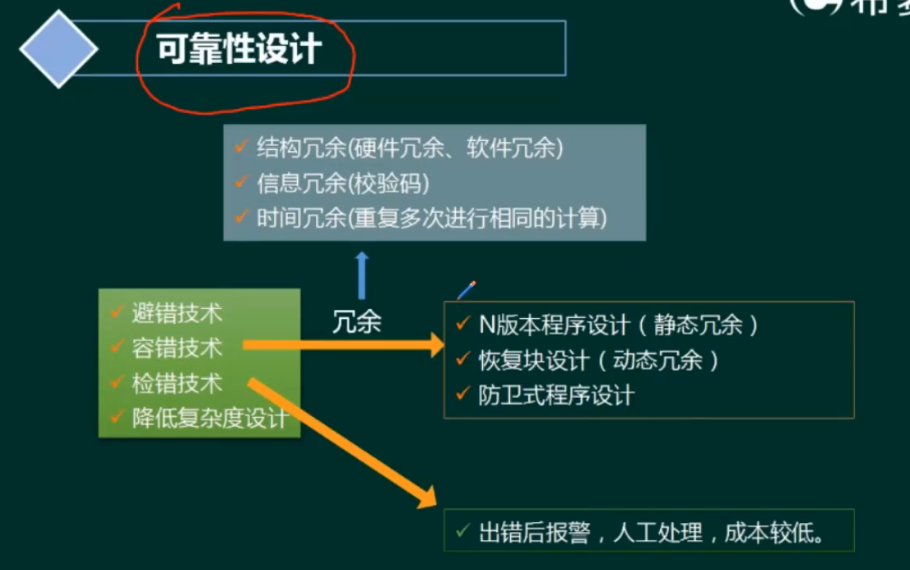 可靠性设计
结构冗余(硬件冗余、软件冗余)
信息冗余(校验码)
时间冗余(重复多次进行相同的计算)
避错技术
容错技术
检错技术
降低复杂度设计
冗余
N版本程序设计(静态冗余)
恢复块设计(动态冗余)
防卫式程序设计
出错后报警,人工处理,成本较低。